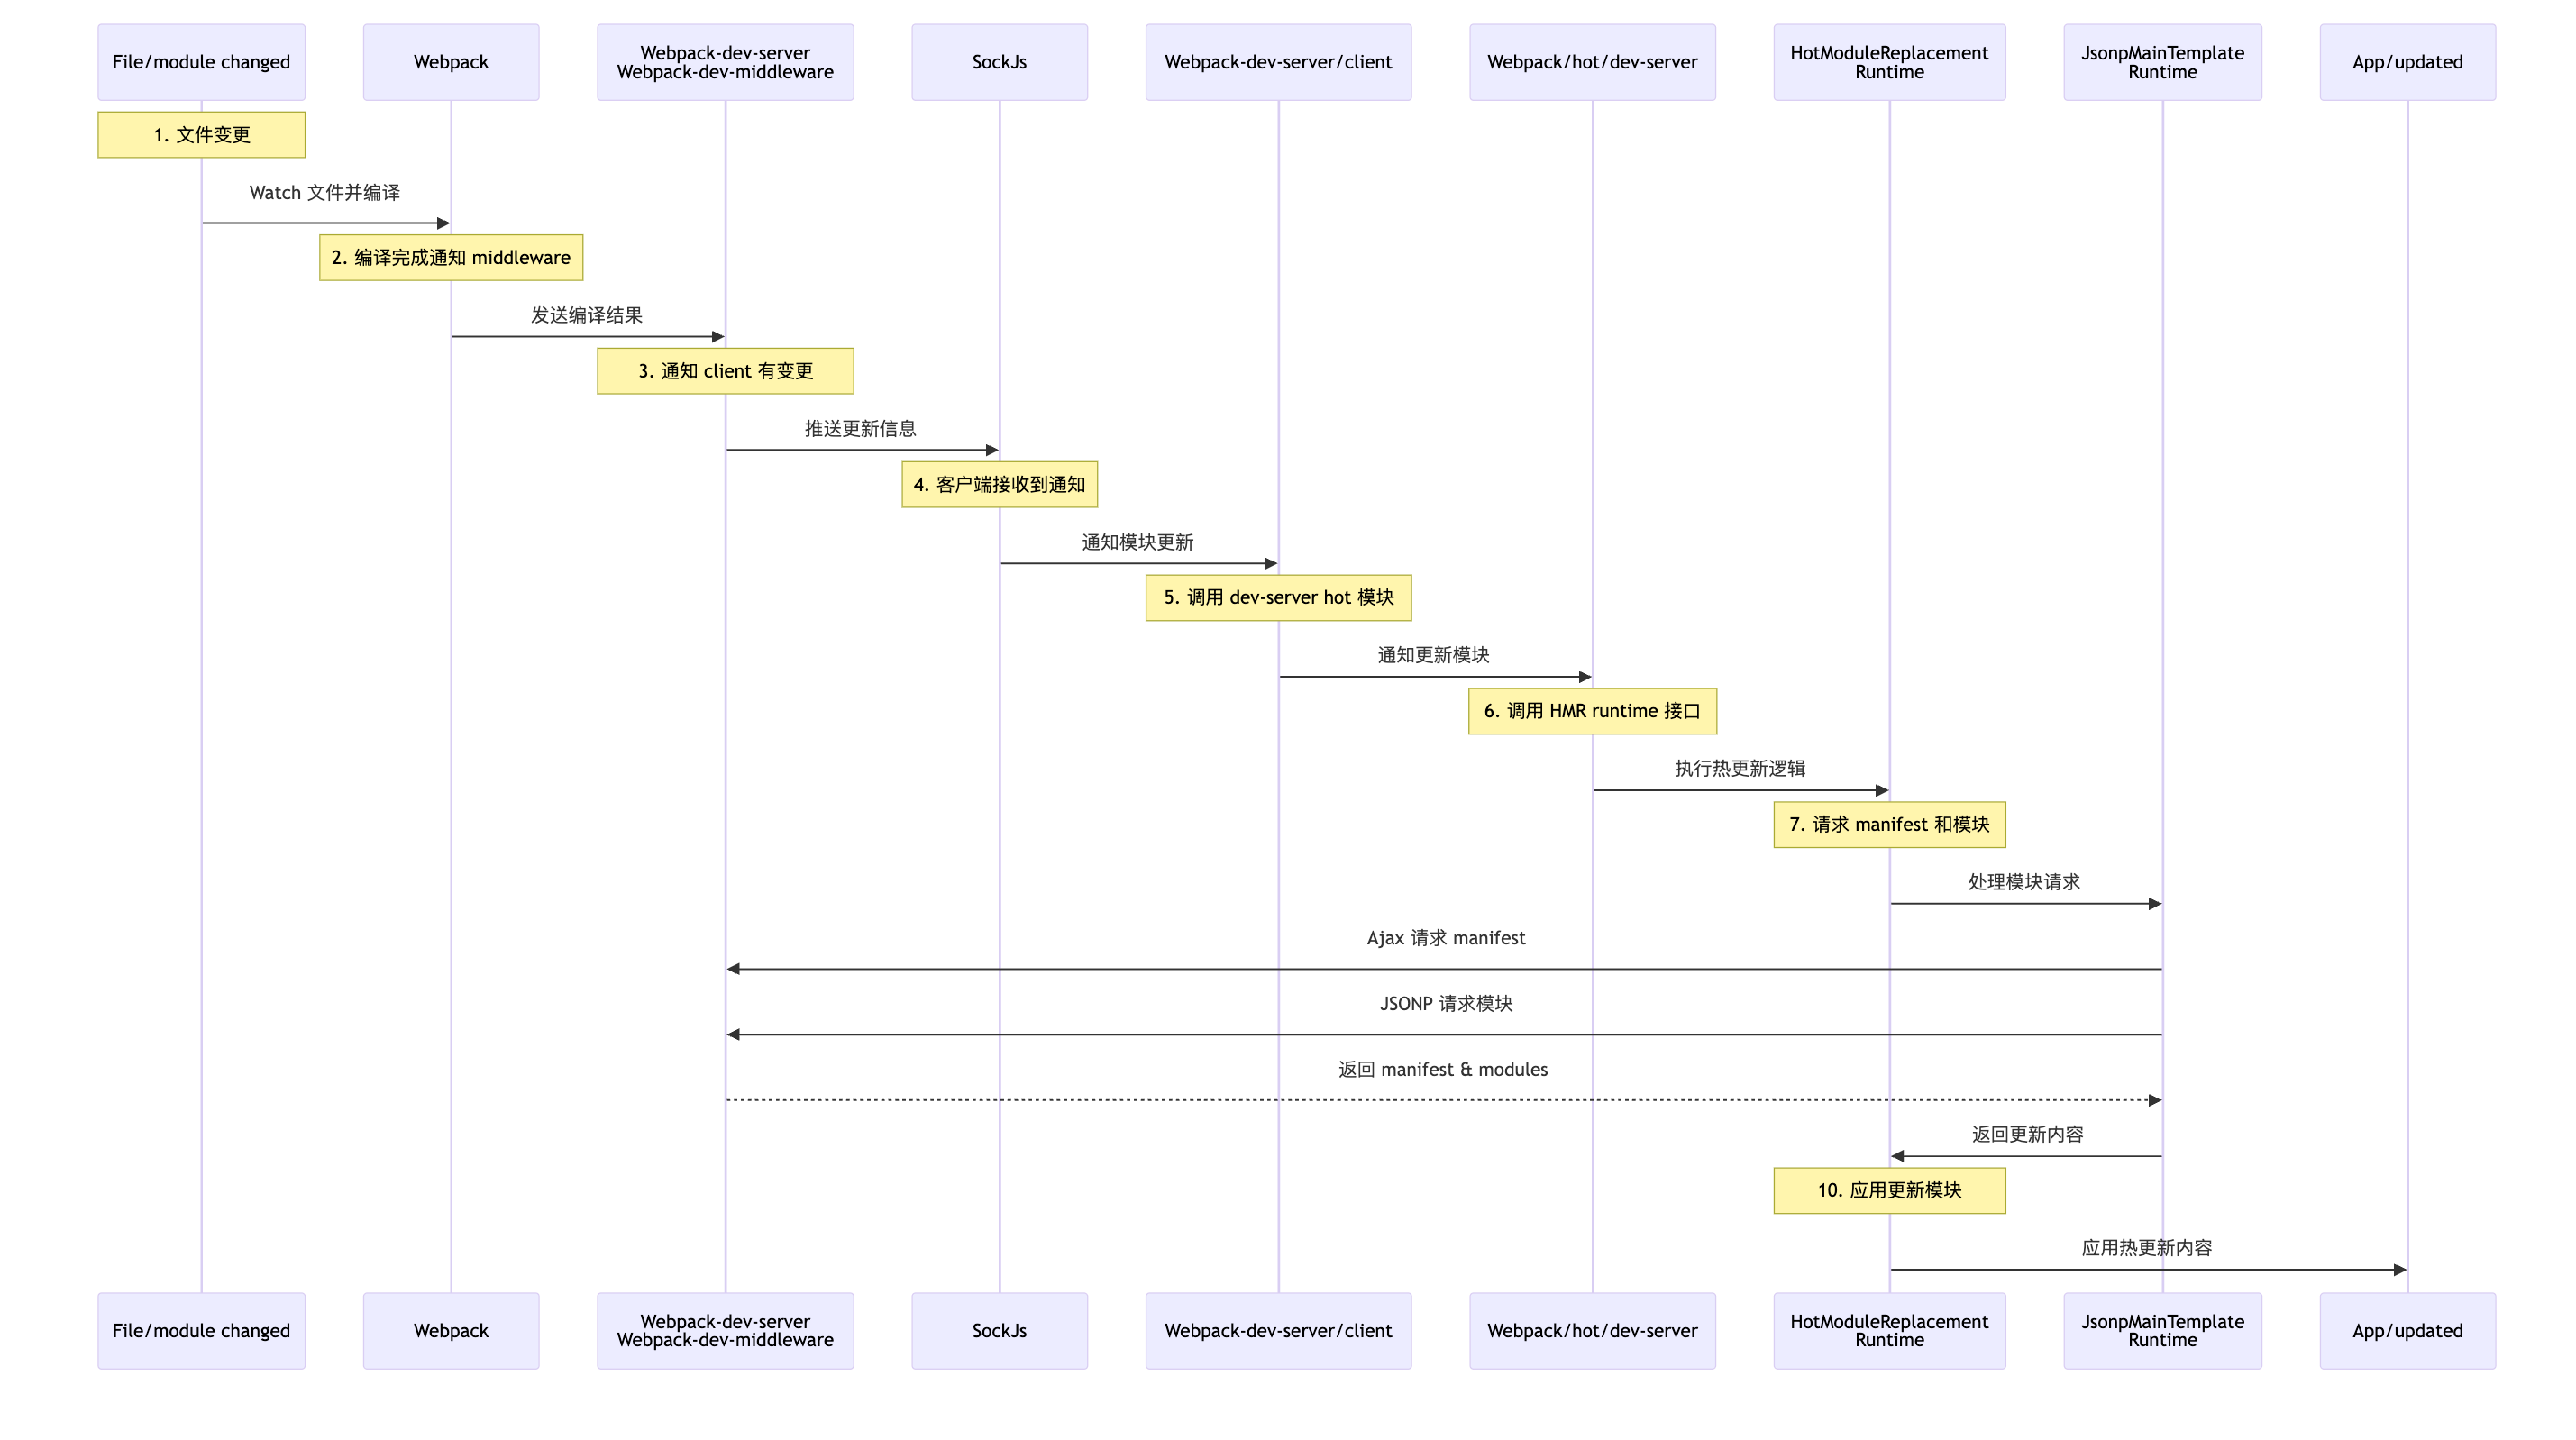 File/module changed
Webpack
Webpack-dev-server
Webpack-dev-middleware
SockJs
Webpack-dev-server/client
Webpack/hot/dev-server
HotModuleReplacement
Runtime
JsonpMainTemplate
Runtime
App/updated
1. 文件变更
Watch 文件并编译
2. 编译完成通知 middleware
发送编译结果
3. 通知 client 有变更
推送更新信息
4. 客户端接收到通知
通知模块更新
5. 调用 dev-server hot 模块
通知更新模块
6. 调用 HMR runtime 接口
执行热更新逻辑
7. 请求 manifest 和模块
处理模块请求
Ajax 请求 manifest
JSONP 请求模块
返回 manifest & modules
返回更新内容
10. 应用更新模块
应用热更新内容
File/module changed
Webpack
Webpack-dev-server
Webpack-dev-middleware
SockJs
Webpack-dev-server/client
Webpack/hot/dev-server
HotModuleReplacement
Runtime
JsonpMainTemplate
Runtime
App/updated